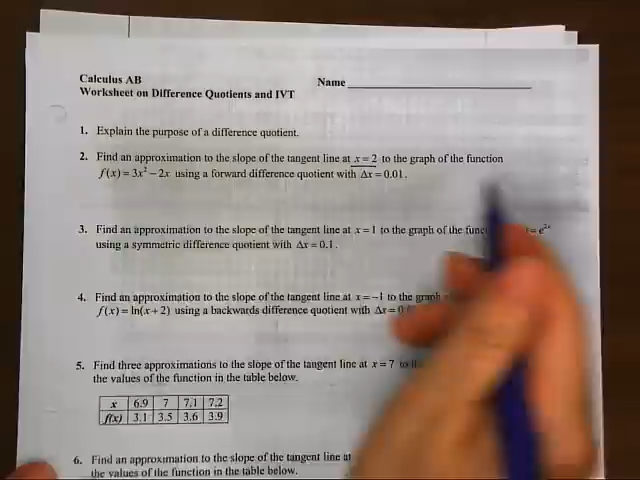 Calculus AB
Name
Worksheet on Difference Quotients and IVT
1. Explain the purpose of a difference quotient.
2. Find an approximation to the slope of the tangent line at x = 2 to the graph of the function
f(x) = 3x² − 2x using a forward difference quotient with Δx = 0.01.
3. Find an approximation to the slope of the tangent line at x = 1 to the graph of the = e²ˣ
using a symmetric difference quotient with Δx = 0.1.
4. Find an approximation to the slope of the tangent line at x = −1 to the graph
f(x) = ln(x + 2) using a backwards difference quotient with Δx =
5. Find three approximations to the slope of the tangent line at x = 7 to
the values of the function in the table below.
x 6.9 7 7.1 7.2
f(x) 3.1 3.5 3.6 3.9
6. Find an approximation to the slope of the tangent line at
the values of the function in the table below.